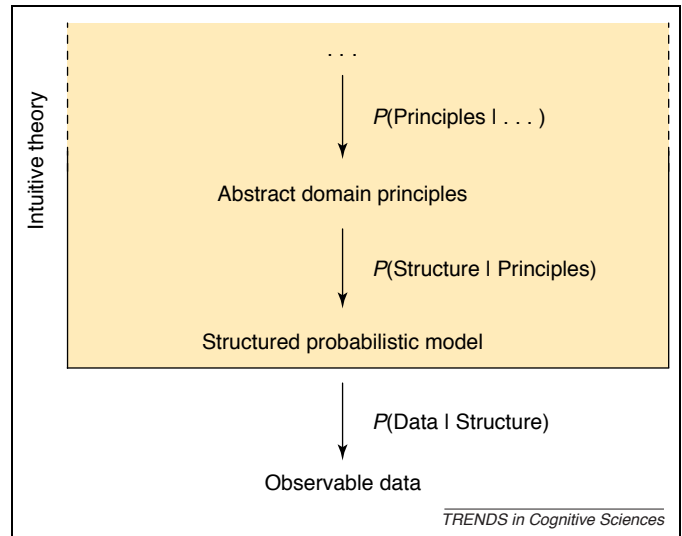 . . .
P(Principles | . . . )
Intuitive theory
Abstract domain principles
P(Structure | Principles)
Structured probabilistic model
P(Data | Structure)
Observable data
TRENDS in Cognitive Sciences